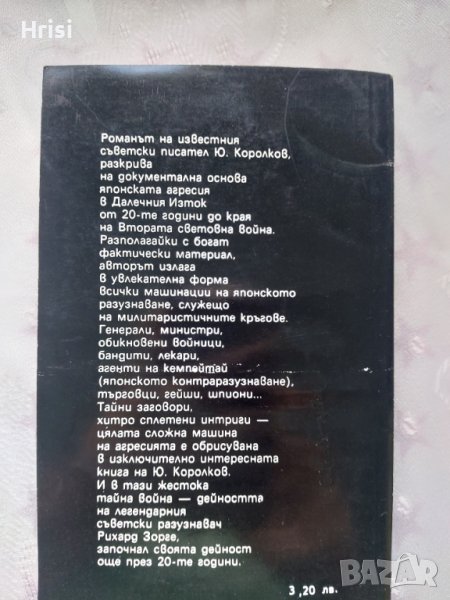 Hrisi
Романът на известния
съветски писател Ю. Королков,
разкрива
на документална основа
японската агресия
в Далечния Изток
от 20-те години до края
на Втората световна война.
Разполагайки с богат
фактически материал,
авторът излага
в увлекателна форма
всички машинации на японското
разузнаване, служещо
на милитаристичните кръгове.
Генерали, министри,
обикновени войници,
бандити, лекари,
агенти на кемпейтай
(японското контраразузнаване),
търговци, гейши, шпиони...
Тайни заговори,
хитро сплетени интриги —
цялата сложна машина
на агресията е обрисувана
в изключително интересната
книга на Ю. Королков.
И в тази жестока
тайна война — дейността
на легендарния
съветски разузнавач
Рихард Зорге,
започнал своята дейност
още през 20-те години.
3,20 лв.
BAZAR
bg